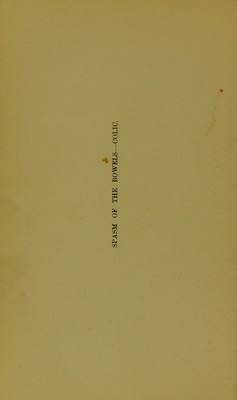 SPASM OF THE BOWELS—COLIC.